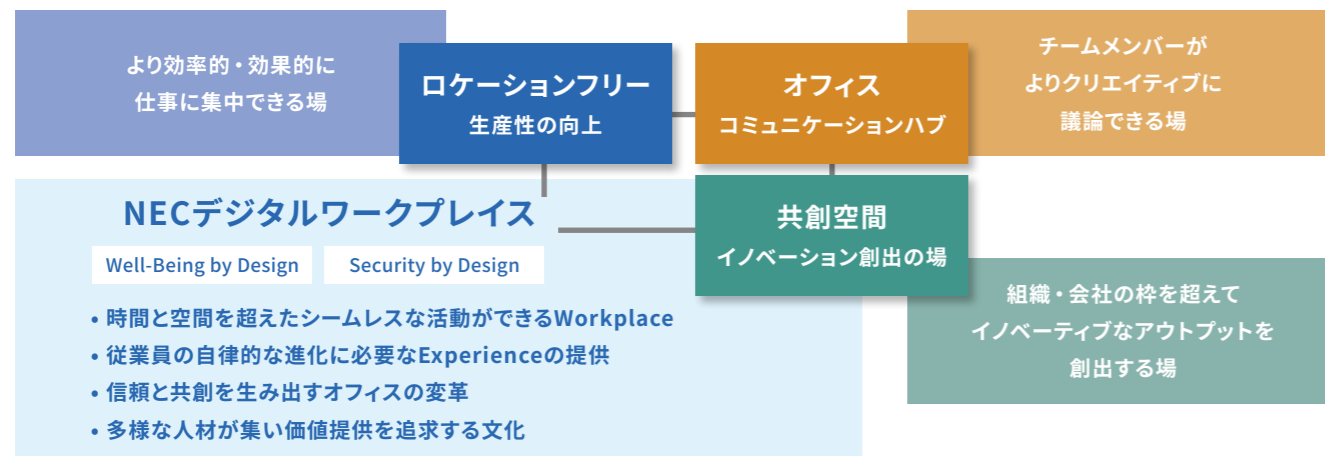 より効率的・効果的に
仕事に集中できる場
ロケーションフリー
生産性の向上
オフィス
コミュニケーションハブ
チームメンバーが
よりクリエイティブに
議論できる場
NECデジタルワークプレイス
Well-Being by Design
Security by Design
• 時間と空間を超えたシームレスな活動ができるWorkplace
• 従業員の自律的な進化に必要なExperienceの提供
• 信頼と共創を生み出すオフィスの変革
• 多様な人材が集い価値提供を追求する文化
共創空間
イノベーション創出の場
組織・会社の枠を超えて
イノベーティブなアウトプットを
創出する場